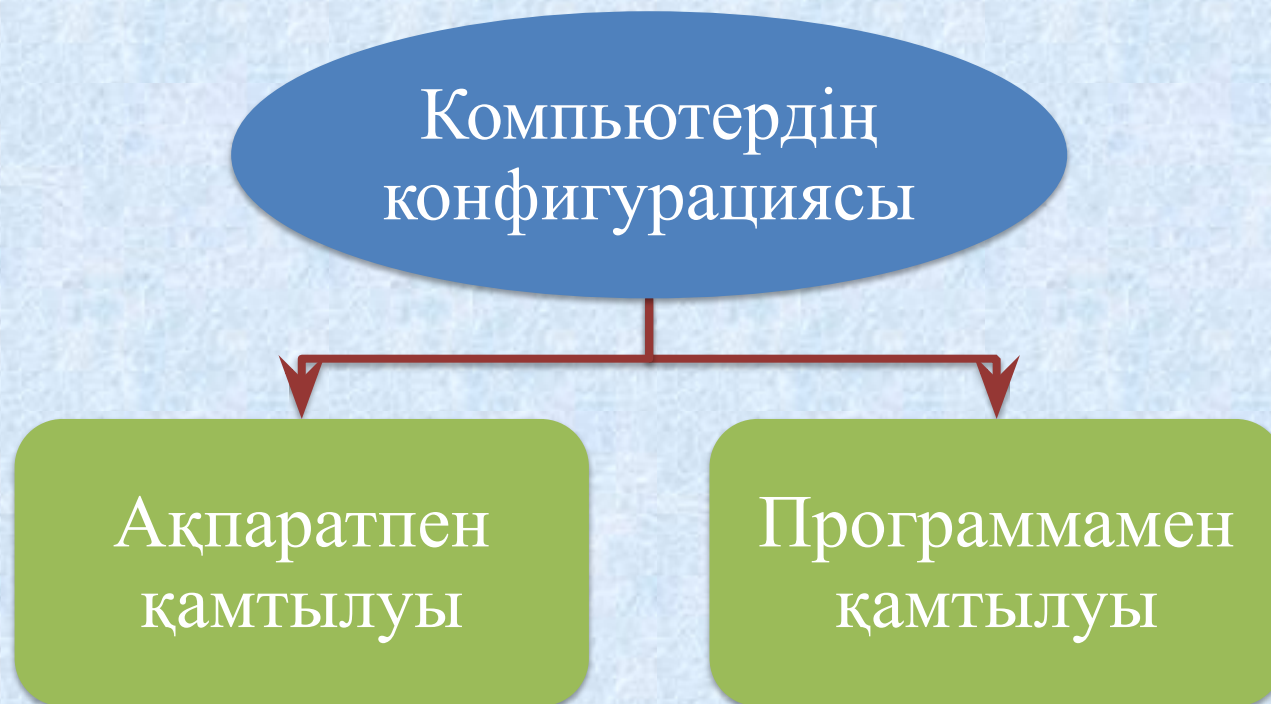 Компьютердің
конфигурациясы
Ақпаратпен
қамтылуы
Программамен
қамтылуы